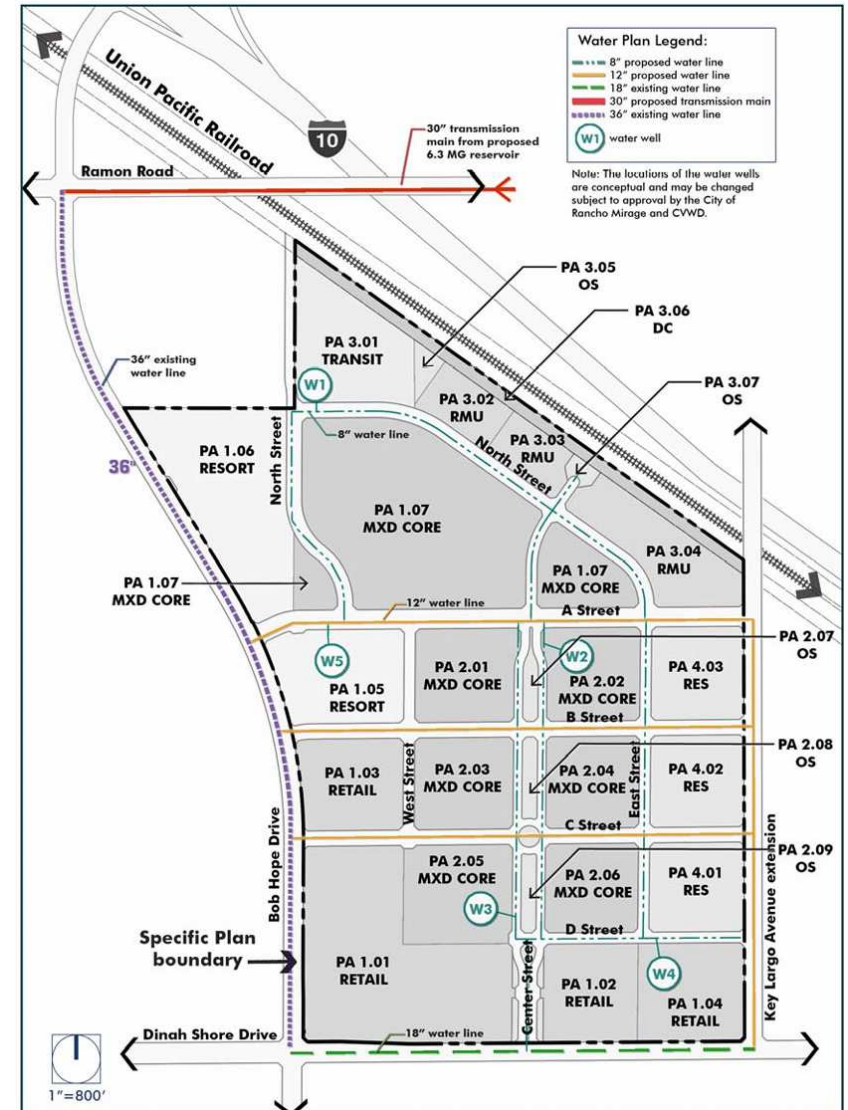 Water Plan Legend:
8" proposed water line
12" proposed water line
18" existing water line
30" proposed transmission main
36" existing water line
W1 water well
Note: The locations of the water wells
are conceptual and may be changed
subject to approval by the City of
Rancho Mirage and CVWD.
Union Pacific Railroad
10
30" transmission
main from proposed
6.3 MG reservoir
Ramon Road
PA 3.05
OS
PA 3.06
DC
PA 3.07
OS
PA 3.01
TRANSIT
36" existing
water line
W1
PA 3.02
RMU
8" water line
PA 3.03
RMU
North Street
North Street
PA 1.06
RESORT
36"
PA 1.07
MXD CORE
PA 3.04
RMU
PA 1.07
MXD CORE
PA 1.07
MXD CORE
12" water line
A Street
W5
W2
PA 2.07
OS
PA 1.05
RESORT
PA 2.01
MXD CORE
PA 2.02
MXD CORE
PA 4.03
RES
B Street
PA 2.08
OS
PA 1.03
RETAIL
West Street
PA 2.03
MXD CORE
PA 2.04
MXD CORE
East Street
PA 4.02
RES
C Street
PA 2.09
OS
Bob Hope Drive
PA 2.05
MXD CORE
PA 2.06
MXD CORE
PA 4.01
RES
W3
D Street
Key Largo Avenue extension
Specific Plan
boundary
PA 1.01
RETAIL
Center Street
PA 1.02
RETAIL
W4
PA 1.04
RETAIL
Dinah Shore Drive
18" water line
1"=800'